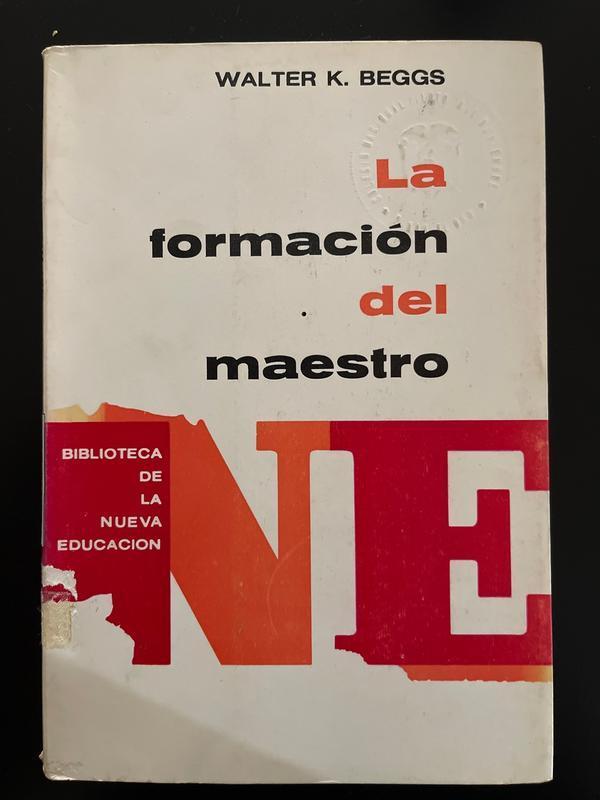 WALTER K. BEGGS
La
formación
del
maestro
BIBLIOTECA
DE
LA
NUEVA
EDUCACION
NE